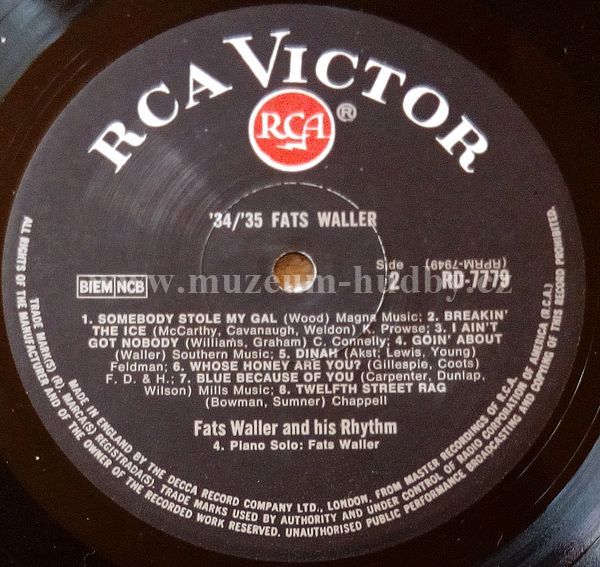 RCA VICTOR
RCA ®
'34/'35 FATS WALLER
Side (RPRM-7949)
BIEM NCB 2 RD-7779
www.muzeum-hudby.cz
1. SOMEBODY STOLE MY GAL (Wood) Magna Music; 2. BREAKIN'
THE ICE (McCarthy, Cavanaugh, Weldon) K. Prowse; 3. I AIN'T
GOT NOBODY (Williams, Graham) C. Connelly; 4. GOIN' ABOUT
(Waller) Southern Music; 5. DINAH (Akst; Lewis, Young)
Feldman; 6. WHOSE HONEY ARE YOU? (Gillespie, Coots)
F. D. & H.; 7. BLUE BECAUSE OF YOU (Carpenter, Dunlap,
Wilson) Mills Music; 8. TWELFTH STREET RAG
(Bowman, Sumner) Chappell
Fats Waller and his Rhythm
4. Piano Solo: Fats Waller
MADE IN ENGLAND BY THE DECCA RECORD COMPANY LTD., LONDON, FROM MASTER RECORDINGS OF R.C.A.
TRADE MARK(S) (R). MARCA(S) REGISTRADA(S). TRADE MARKS USED BY AUTHORITY AND UNDER CONTROL OF RADIO CORPORATION OF AMERICA (R.C.A.)
ALL RIGHTS OF THE MANUFACTURER AND OF THE OWNER OF THE RECORDED WORK RESERVED. UNAUTHORISED PUBLIC PERFORMANCE BROADCASTING AND COPYING OF THIS RECORD PROHIBITED.